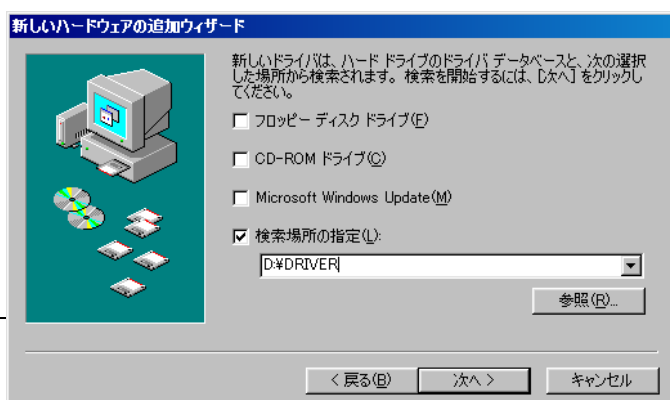 新しいハードウェアの追加ウィザード
新しいドライバは、ハード ドライブのドライバ データベースと、次の選択
した場所から検索されます。検索を開始するには、[次へ] をクリックし
てください。
フロッピー ディスク ドライブ(F)
CD-ROM ドライブ(C)
Microsoft Windows Update(M)
検索場所の指定(L):
D:¥DRIVER
参照(R)...
< 戻る(B)
次へ >
キャンセル